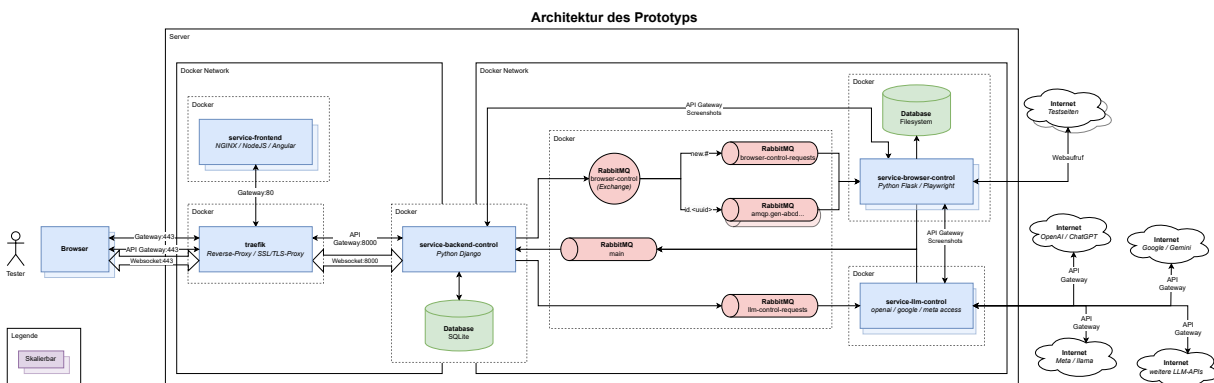 Architektur des Prototyps
Server
Docker Network
Docker
service-frontend
NGINX / NodeJS / Angular
Gateway:80
Docker
traefik
Reverse-Proxy / SSL/TLS-Proxy
Tester
Browser
Gateway:443
API Gateway:443
Websocket:443
API
Gateway:8000
Websocket:8000
Docker Network
Docker
service-backend-control
Python Django
Database
SQLite
API Gateway
Screenshots
Docker
RabbitMQ
browser-control
(Exchange)
new.#
id.<uuid>
RabbitMQ
browser-control-requests
RabbitMQ
amqp.gen-abcd...
RabbitMQ
main
RabbitMQ
llm-control-requests
Docker
Database
Filesystem
service-browser-control
Python Flask / Playwright
API Gateway
Screenshots
Docker
service-llm-control
openai / google / meta access
Internet
Testseiten
Webaufruf
Internet
OpenAI / ChatGPT
Internet
Google / Gemini
API
Gateway
API
Gateway
API
Gateway
API
Gateway
Internet
Meta / llama
Internet
weitere LLM-APIs
Legende
Skalierbar